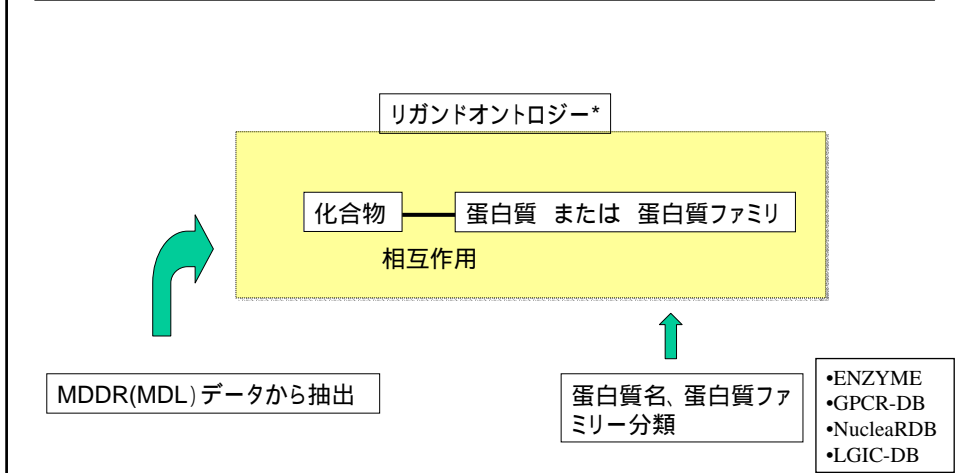 リガンドオントロジー*
化合物
蛋白質 または 蛋白質ファミリ
相互作用
MDDR(MDL)データから抽出
蛋白質名、蛋白質ファ
ミリー分類
•ENZYME
•GPCR-DB
•NucleaRDB
•LGIC-DB